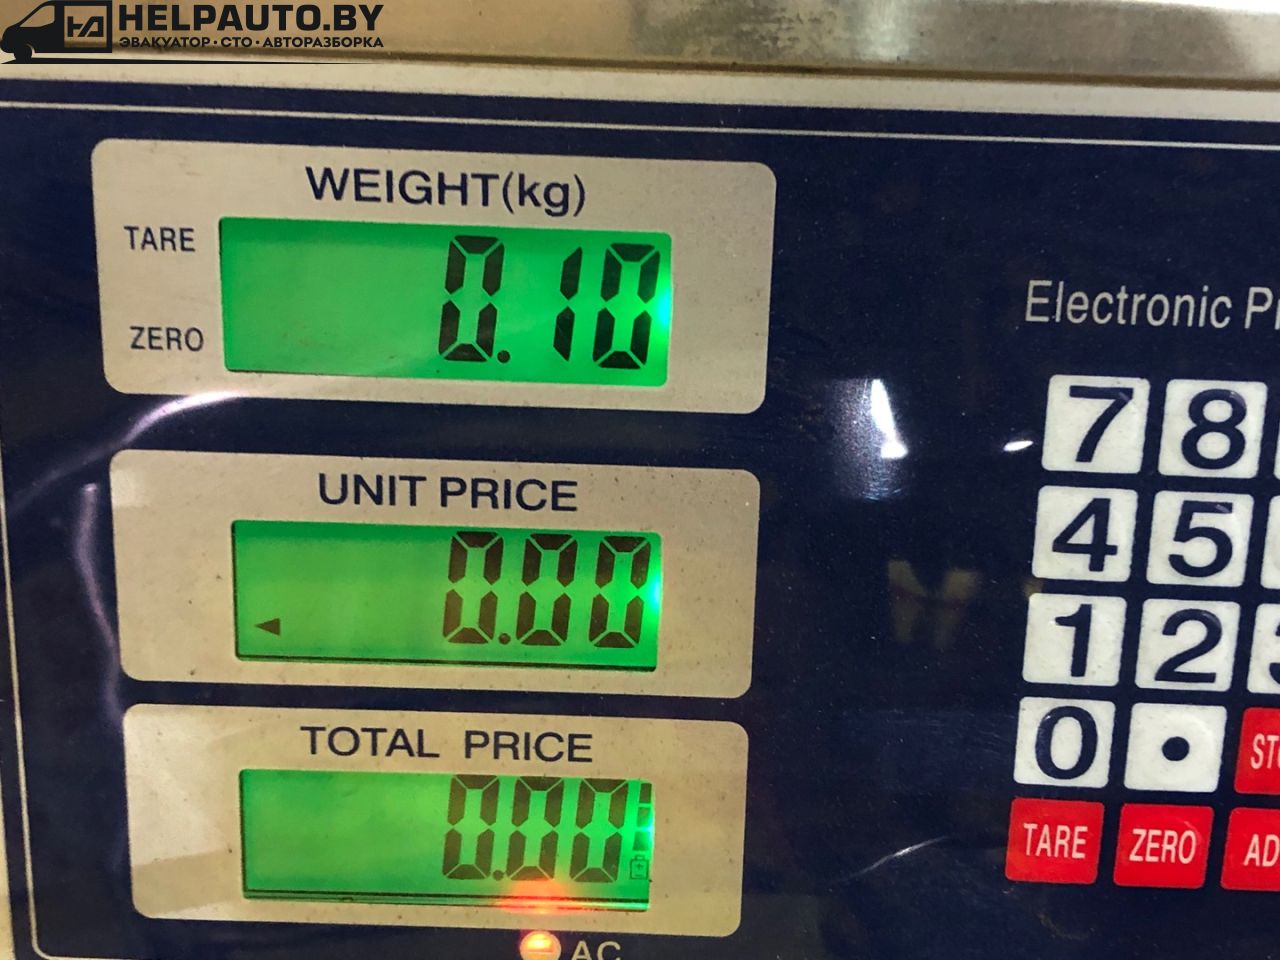 HELPAUTO.BY
ЭВАКУАТОР · СТО · АВТОРАЗБОРКА
WEIGHT(kg)
TARE
0.10
ZERO
UNIT PRICE
0.00
TOTAL PRICE
0.00
AC
Electronic
7 8
4 5
1 2
0 •
TARE ZERO